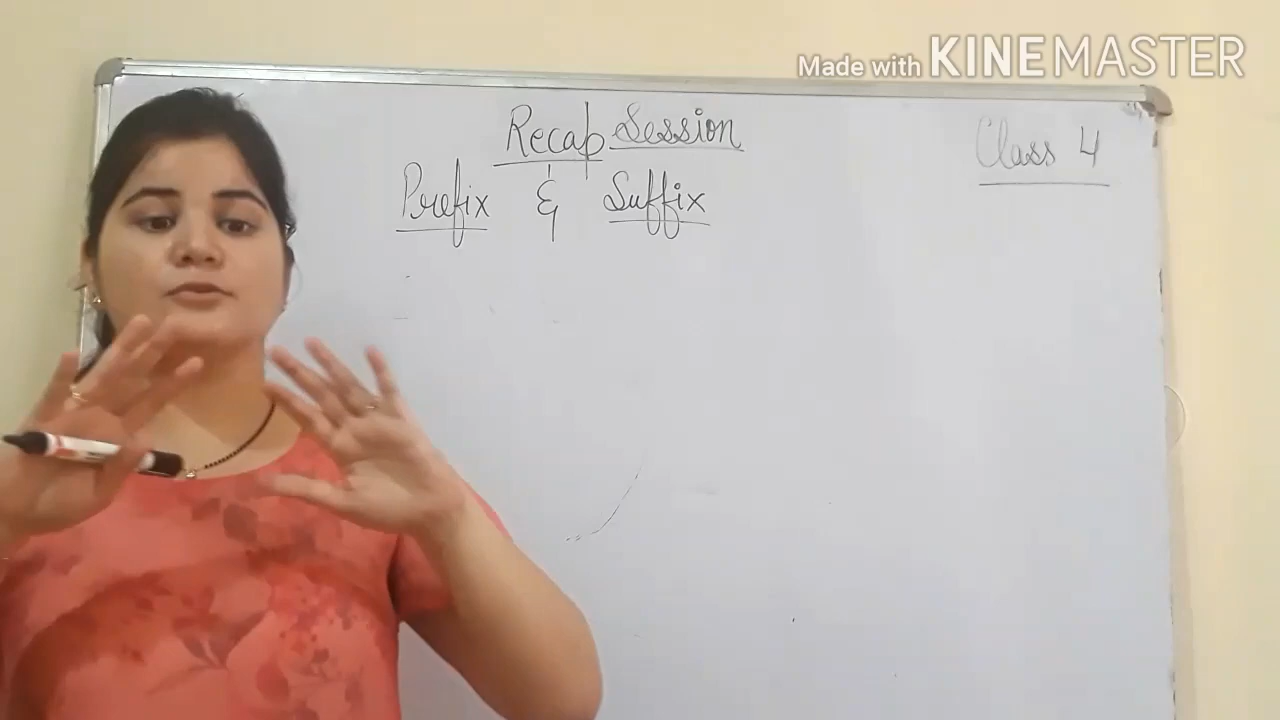 Made with KINEMASTER
Recap Session
Class 4
Prefix & Suffix